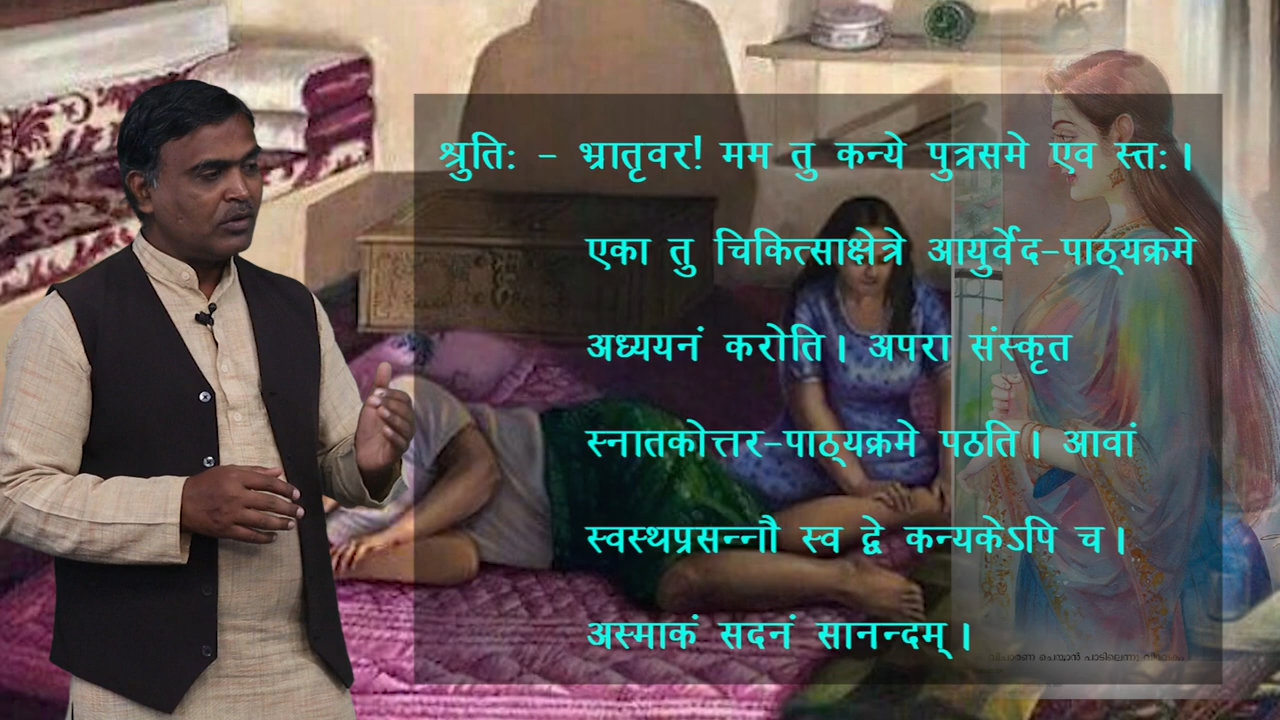 श्रुतिः - भ्रातृवर! मम तु कन्ये पुत्रसमे एव स्तः।
एका तु चिकित्साक्षेत्रे आयुर्वेद-पाठ्यक्रमे
अध्ययनं करोति। अपरा संस्कृत
स्नातकोत्तर-पाठ्यक्रमे पठति। आवां
स्वस्थप्रसन्नौ स्व द्वे कन्यकेऽपि च।
अस्माकं सदनं सानन्दम्।
ചെയ്യാൻ പാടില്ലെന്നു